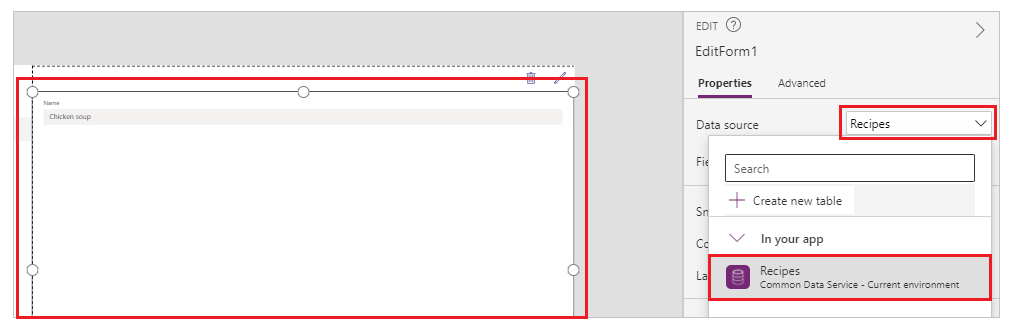 Name
Chicken soup
EDIT
EditForm1
Properties Advanced
Data source Recipes
Fie
Search
Create new table
Sn
In your app
Co
Recipes
La
Common Data Service - Current environment